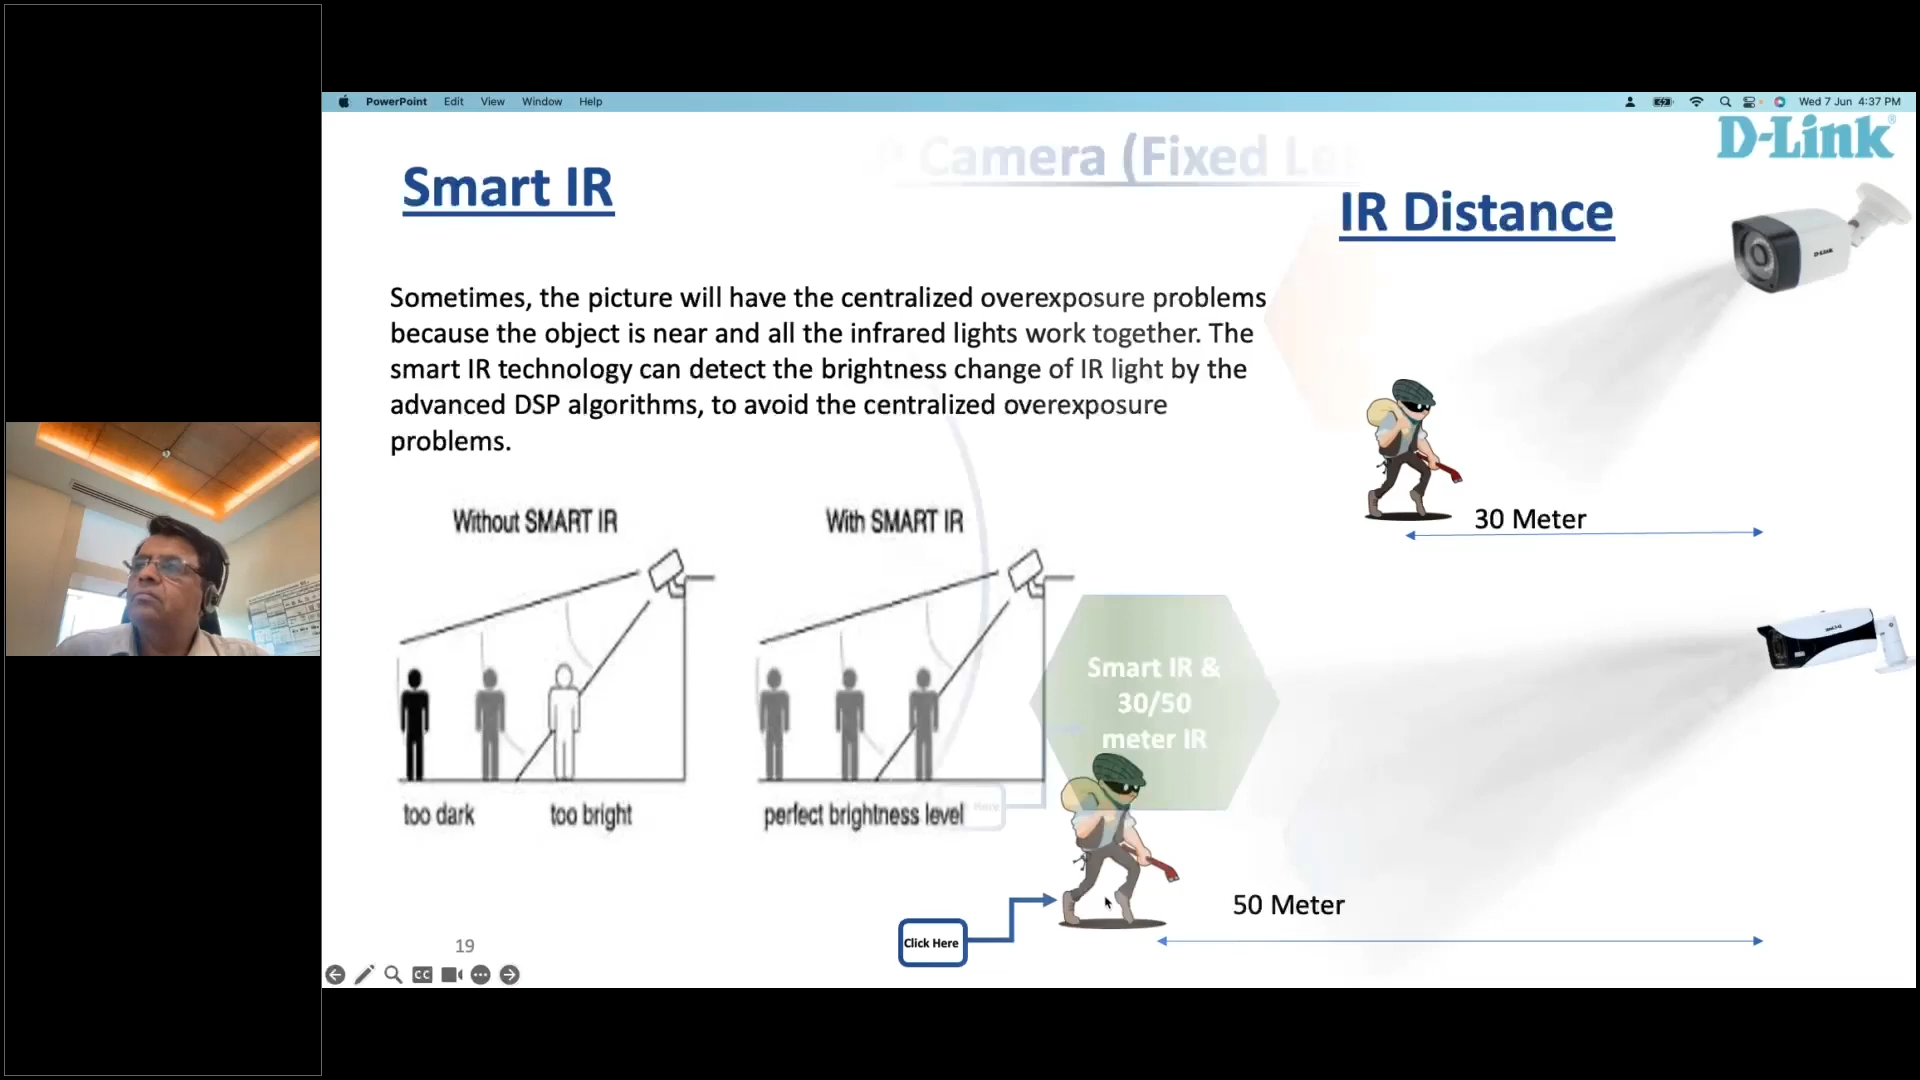 PowerPoint Edit View Window Help
Wed 7 Jun 4:37 PM
D-Link®
Camera (Fixed
Smart IR
IR Distance
Sometimes, the picture will have the centralized overexposure problems
because the object is near and all the infrared lights work together. The
smart IR technology can detect the brightness change of IR light by the
advanced DSP algorithms, to avoid the centralized overexposure
problems.
Without SMART IR
With SMART IR
30 Meter
Smart IR &
30/50
meter IR
too dark
too bright
perfect brightness level
Here
50 Meter
Click Here
19
CC
D-Link